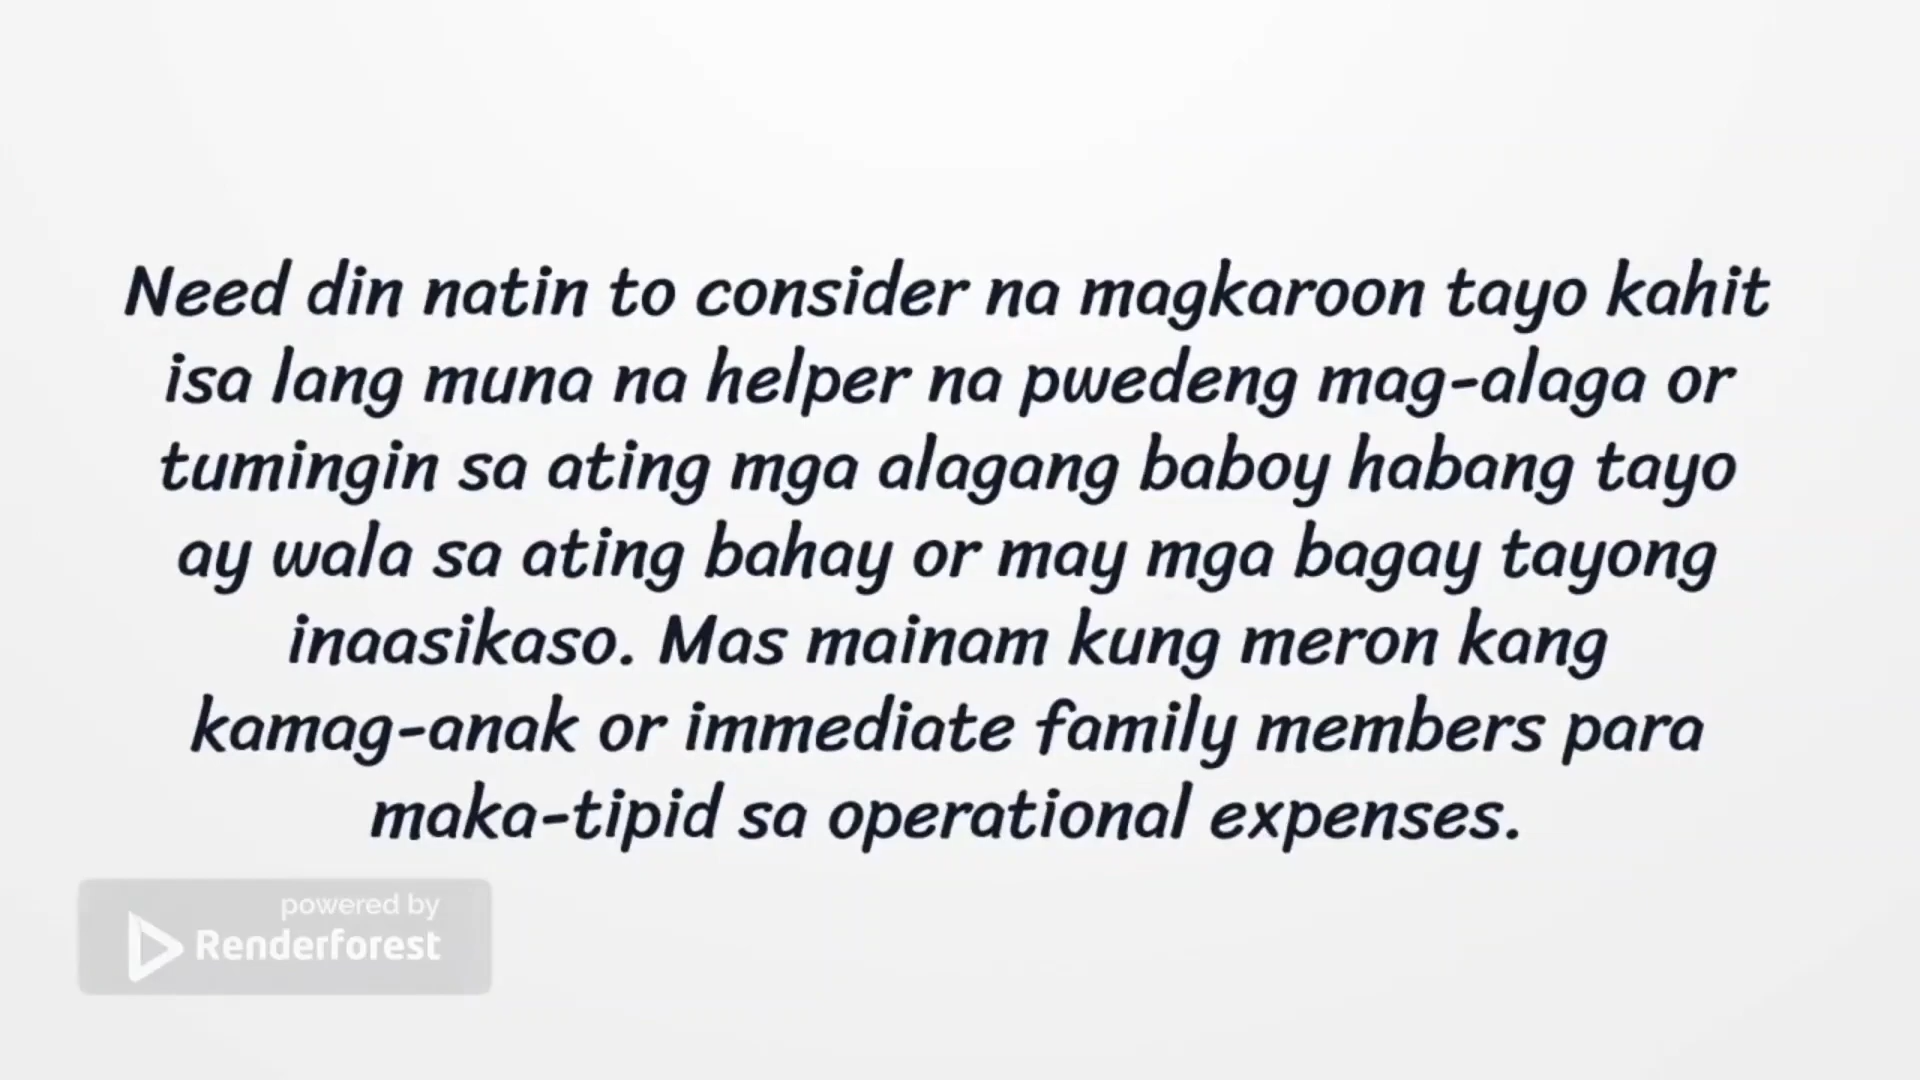 Need din natin to consider na magkaroon tayo kahit
isa lang muna na helper na pwedeng mag-alaga or
tumingin sa ating mga alagang baboy habang tayo
ay wala sa ating bahay or may mga bagay tayong
inaasikaso. Mas mainam kung meron kang
kamag-anak or immediate family members para
maka-tipid sa operational expenses.
powered by
Renderforest